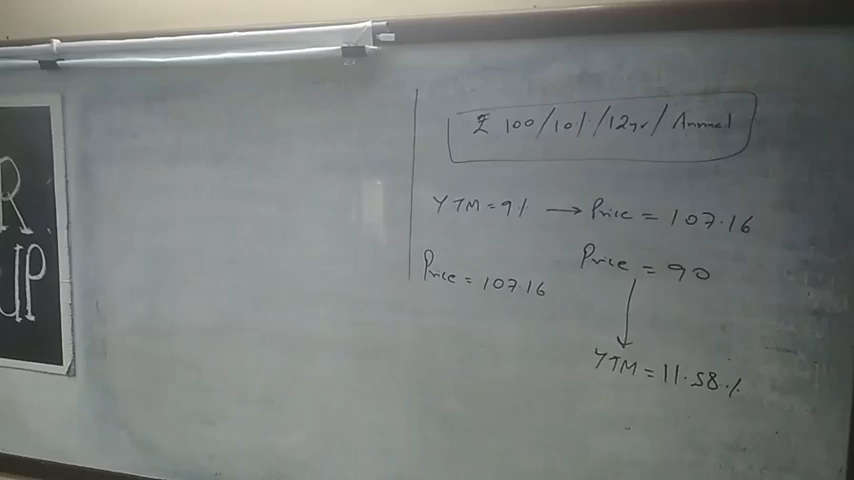 R
UP
₹ 100/10%/12yr/Annual
YTM = 9% → Price = 107.16
Price = 107.16
Price = 90
YTM = 11.58%